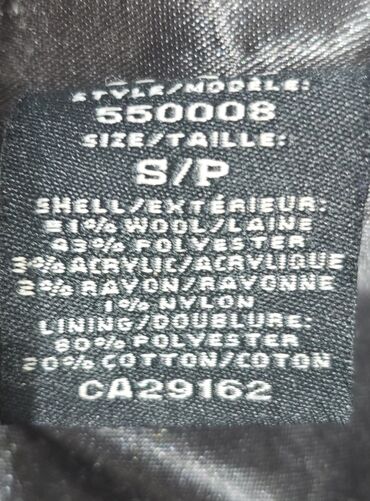 STYLE/MODÈLE:
550008
SIZE/TAILLE:
S/P
SHELL/EXTÉRIEUR:
51% WOOL/LAINE
43% POLYESTER
3% ACRYLIC/ACRYLIQUE
2% RAYON/RAYONNE
1% NYLON
LINING/DOUBLURE:
80% POLYESTER
20% COTTON/COTON
CA29162